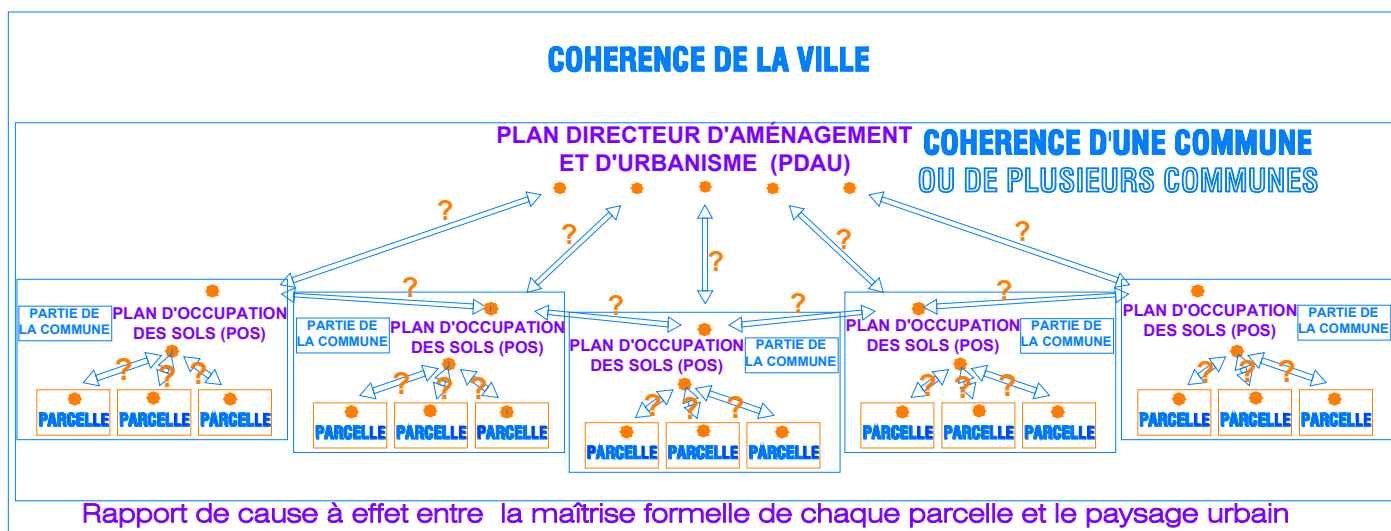 COHERENCE DE LA VILLE
PLAN DIRECTEUR D'AMÉNAGEMENT
ET D'URBANISME (PDAU)
COHERENCE D'UNE COMMUNE
OU DE PLUSIEURS COMMUNES
?
?
?
?
?
?
?
?
?
PARTIE DE
LA COMMUNE
PLAN D'OCCUPATION
DES SOLS (POS)
?
?
?
PARCELLE
PARCELLE
PARCELLE
PARTIE DE
LA COMMUNE
PLAN D'OCCUPATION
DES SOLS (POS)
?
?
?
PARCELLE
PARCELLE
PARCELLE
PLAN D'OCCUPATION
DES SOLS (POS)
PARTIE DE
LA COMMUNE
?
?
?
PARCELLE
PARCELLE
PARCELLE
PLAN D'OCCUPATION
DES SOLS (POS)
PARTIE DE
LA COMMUNE
?
?
?
PARCELLE
PARCELLE
PARCELLE
PLAN D'OCCUPATION
DES SOLS (POS)
PARTIE DE
LA COMMUNE
?
?
?
PARCELLE
PARCELLE
PARCELLE
Rapport de cause à effet entre la maîtrise formelle de chaque parcelle et le paysage urbain